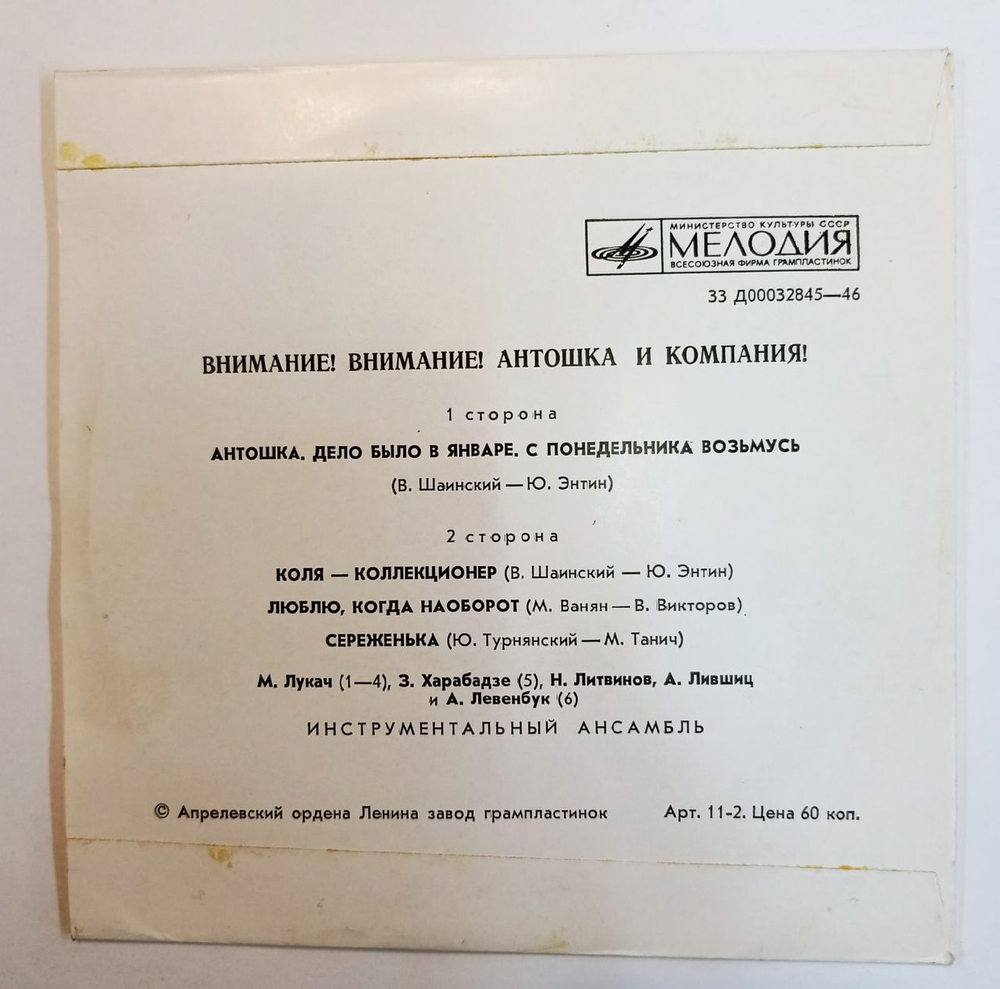 МИНИСТЕРСТВО КУЛЬТУРЫ СССР
МЕЛОДИЯ
ВСЕСОЮЗНАЯ ФИРМА ГРАМПЛАСТИНОК
33 Д00032845—46
ВНИМАНИЕ! ВНИМАНИЕ! АНТОШКА И КОМПАНИЯ!
1 сторона
АНТОШКА. ДЕЛО БЫЛО В ЯНВАРЕ. С ПОНЕДЕЛЬНИКА ВОЗЬМУСЬ
(В. Шаинский — Ю. Энтин)
2 сторона
КОЛЯ — КОЛЛЕКЦИОНЕР (В. Шаинский — Ю. Энтин)
ЛЮБЛЮ, КОГДА НАОБОРОТ (М. Ванян — В. Викторов)
СЕРЕЖЕНЬКА (Ю. Турнянский — М. Танич)
М. Лукач (1—4), З. Харабадзе (5), Н. Литвинов, А. Лившиц
и А. Левенбук (6)
ИНСТРУМЕНТАЛЬНЫЙ АНСАМБЛЬ
© Апрелевский ордена Ленина завод грампластинок Арт. 11-2. Цена 60 коп.